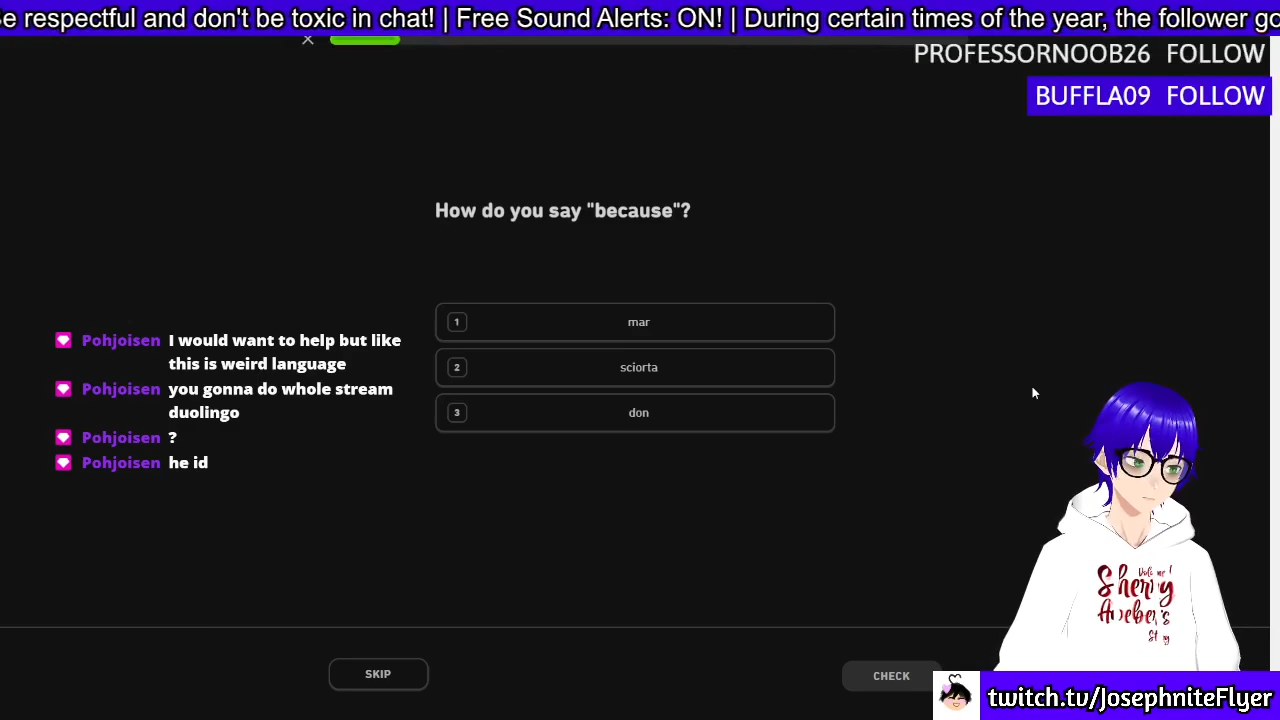 e respectful and don't be toxic in chat! | Free Sound Alerts: ON! | During certain times of the year, the follower go
PROFESSORNOOB26 FOLLOW
BUFFLA09 FOLLOW
How do you say "because"?
1 mar
2 sciorta
3 don
Pohjoisen I would want to help but like
this is weird language
Pohjoisen you gonna do whole stream
duolingo
Pohjoisen ?
Pohjoisen he id
Sherry
Story
SKIP
CHECK
twitch.tv/JosephniteFlyer